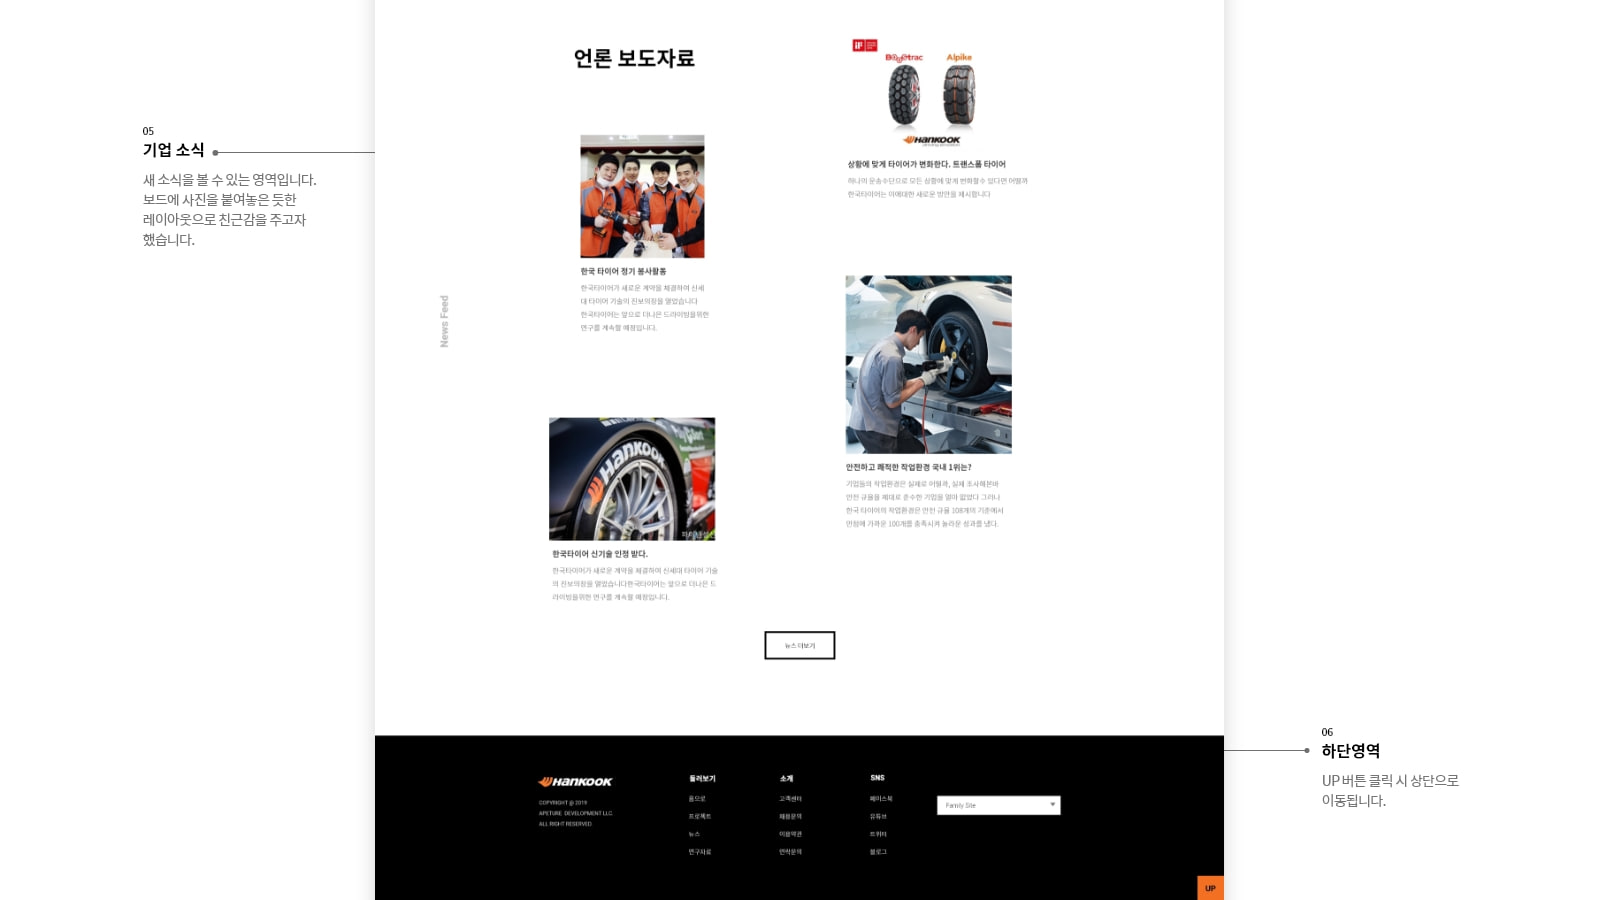 05
기업 소식
새 소식을 볼 수 있는 영역입니다.
보드에 사진을 붙여놓은 듯한
레이아웃으로 친근감을 주고자
했습니다.
언론 보도자료
News Feed
한국 타이어 정기 봉사활동
한국타이어가 새로운 계약을 체결하며 신세
대 타이어 기술의 진보의장을 열었습니다
한국타이어는 앞으로 더나은 드라이빙을위한
연구를 계속할 예정입니다.
Hankook
한국타이어 신기술 인정 받다.
한국타이어가 새로운 계약을 체결하며 신세대 타이어 기술
의 진보의장을 열었습니다한국타이어는 앞으로 더나은 드
라이빙을위한 연구를 계속할 예정입니다.
iF
Alpike
HANKOOK
상황에 맞게 타이어가 변화한다. 트랜스폼 타이어
하나의 운송수단으로 모든 상황에 맞게 변화할수 있다면 어떨까
한국타이어는 이에대한 새로운 방안을 제시합니다
안전하고 쾌적한 작업환경 국내 1위는?
기업들의 작업환경은 실제로 어떨까, 실제 조사해본바
안전 규율을 제대로 준수한 기업을 얼마 없었다 그러나
한국 타이어의 작업환경은 안전 규율 108개의 기준에서
만점에 가까운 100개를 충족시켜 놀라운 성과를 냈다.
뉴스 더보기
HANKOOK
COPYRIGHT @ 2019
APETURE DEVELOPMENT LLC.
ALL RIGHT RESERVED.
둘러보기
홈으로
프로젝트
뉴스
연구자료
소개
고객센터
채용문의
이용약관
연락문의
SNS
페이스북
유튜브
트위터
블로그
Family Site
UP
06
하단영역
UP 버튼 클릭 시 상단으로
이동됩니다.